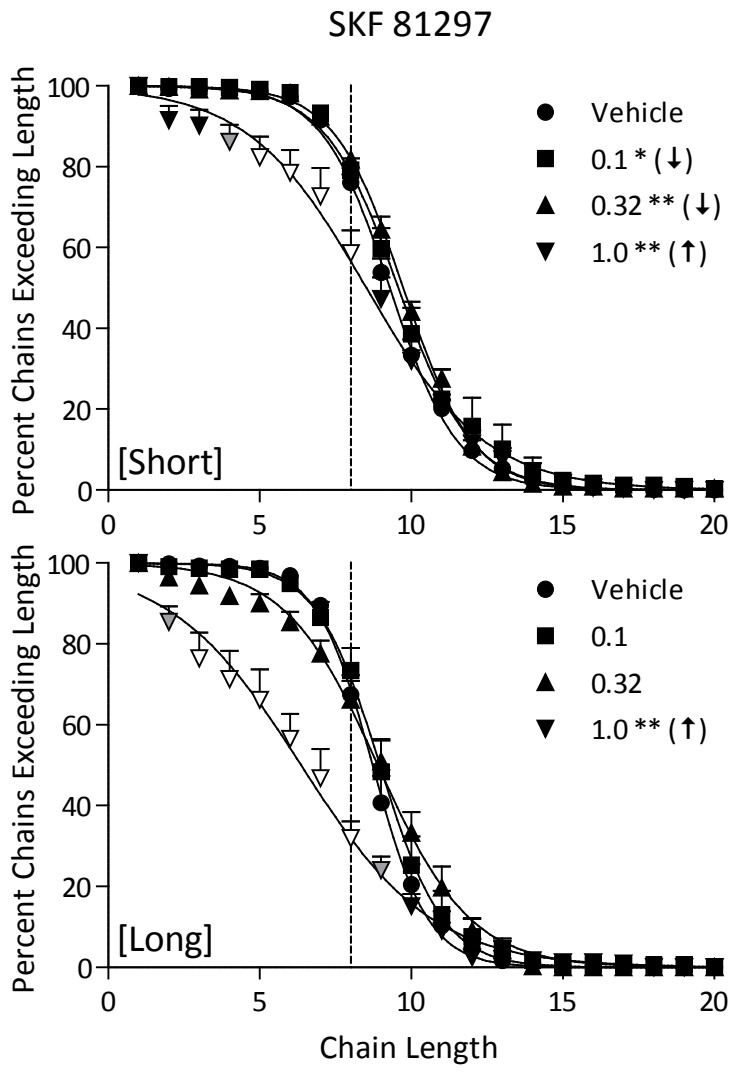 SKF 81297
Percent Chains Exceeding Length
100
80
60
40
20
0
0 5 10 15 20
[Short]
Vehicle
0.1 * (↓)
0.32 ** (↓)
1.0 ** (↑)
Percent Chains Exceeding Length
100
80
60
40
20
0
0 5 10 15 20
[Long]
Vehicle
0.1
0.32
1.0 ** (↑)
Chain Length